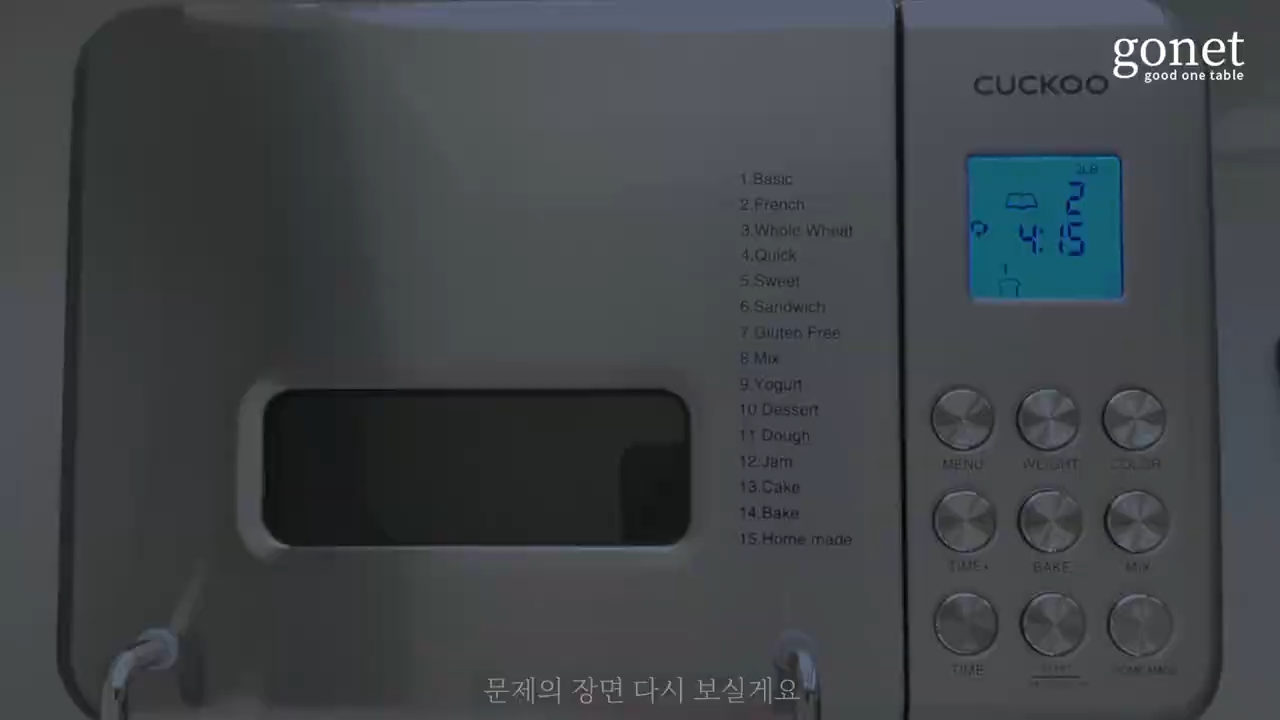 gonet
good one table
CUCKOO
2LB
2
4:15
1.Basic
2.French
3.Whole Wheat
4.Quick
5.Sweet
6.Sandwich
7.Gluten Free
8 Mix
9.Yogurt
10 Dessert
11 Dough
12.Jam
13.Cake
14.Bake
15.Home made
MENU WEIGHT COLOR
TIME+ BAKE MIX
TIME HOME MADE
문제의 장면 다시 보실게요